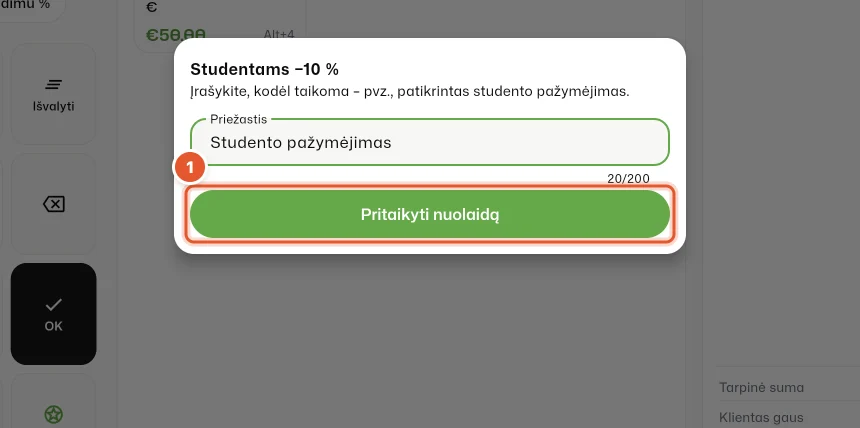 dimu %
€
€50,00
Alt+4
Išvalyti
OK
Studentams −10 %
Įrašykite, kodėl taikoma – pvz., patikrintas studento pažymėjimas.
Priežastis
Studento pažymėjimas
1
20/200
Pritaikyti nuolaidą
Tarpinė suma
Klientas gaus